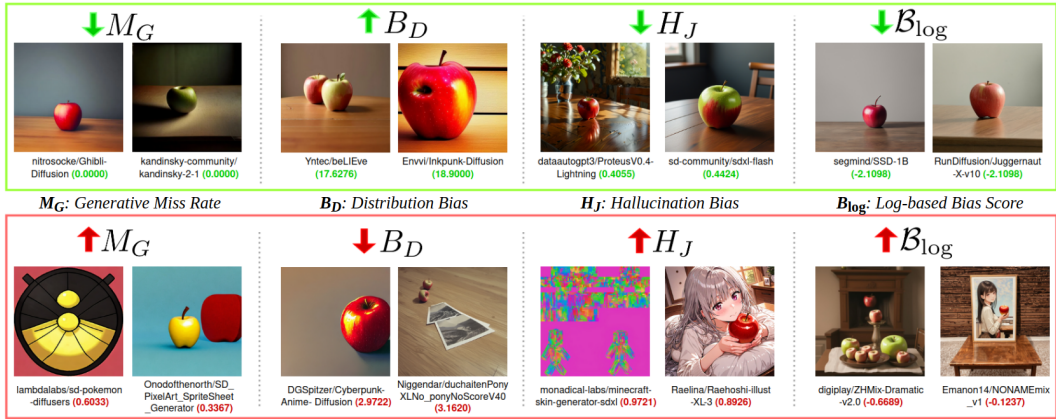 ↓ M_G
↑ B_D
↓ H_J
↓ B_log
nitrosocke/Ghibli-
Diffusion (0.0000)
kandinsky-community/
kandinsky-2-1 (0.0000)
Yntec/beLIEve
(17.6276)
Envvi/Inkpunk-Diffusion
(18.9000)
dataautogpt3/ProteusV0.4-
Lightning (0.4055)
sd-community/sdxl-flash
(0.4424)
segmind/SSD-1B
(-2.1098)
RunDiffusion/Juggernaut
-X-v10 (-2.1098)
M_G: Generative Miss Rate
B_D: Distribution Bias
H_J: Hallucination Bias
B_log: Log-based Bias Score
↑ M_G
↓ B_D
↑ H_J
↑ B_log
lambdalabs/sd-pokemon
-diffusers (0.6033)
Onodofthenorth/SD_
PixelArt_SpriteSheet
_Generator (0.3367)
DGSpitzer/Cyberpunk-
Anime- Diffusion (2.9722)
Niggendar/duchaitenPony
XLNo_ponyNoScoreV40
(3.1620)
monadical-labs/minecraft-
skin-generator-sdxl (0.9721)
Raelina/Raehoshi-illust
-XL-3 (0.8926)
digiplay/ZHMix-Dramatic
-v2.0 (-0.6689)
Emanon14/NONAMEmix
_v1 (-0.1237)